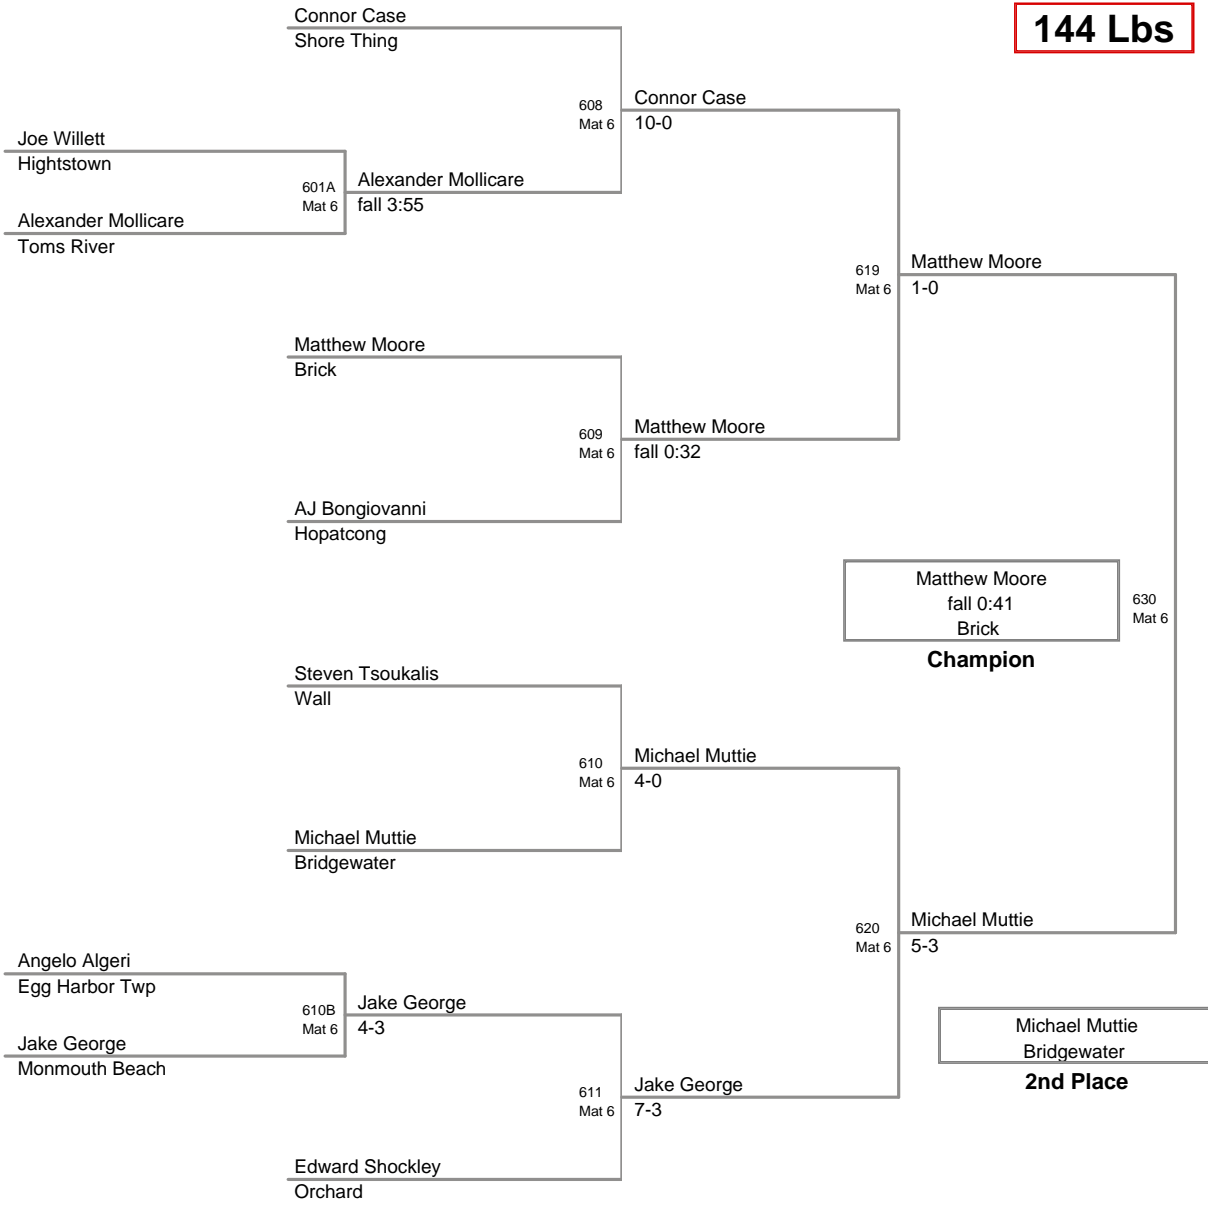 Connor Case
Shore Thing
144 Lbs
608
Mat 6
Connor Case
10-0
Joe Willett
Hightstown
601A
Mat 6
Alexander Mollicare
fall 3:55
Alexander Mollicare
Toms River
619
Mat 6
Matthew Moore
1-0
Matthew Moore
Brick
609
Mat 6
Matthew Moore
fall 0:32
AJ Bongiovanni
Hopatcong
Matthew Moore
fall 0:41
Brick
630
Mat 6
Champion
Steven Tsoukalis
Wall
610
Mat 6
Michael Muttie
4-0
Michael Muttie
Bridgewater
620
Mat 6
Michael Muttie
5-3
Angelo Algeri
Egg Harbor Twp
610B
Mat 6
Jake George
4-3
Jake George
Monmouth Beach
Michael Muttie
Bridgewater
2nd Place
611
Mat 6
Jake George
7-3
Edward Shockley
Orchard